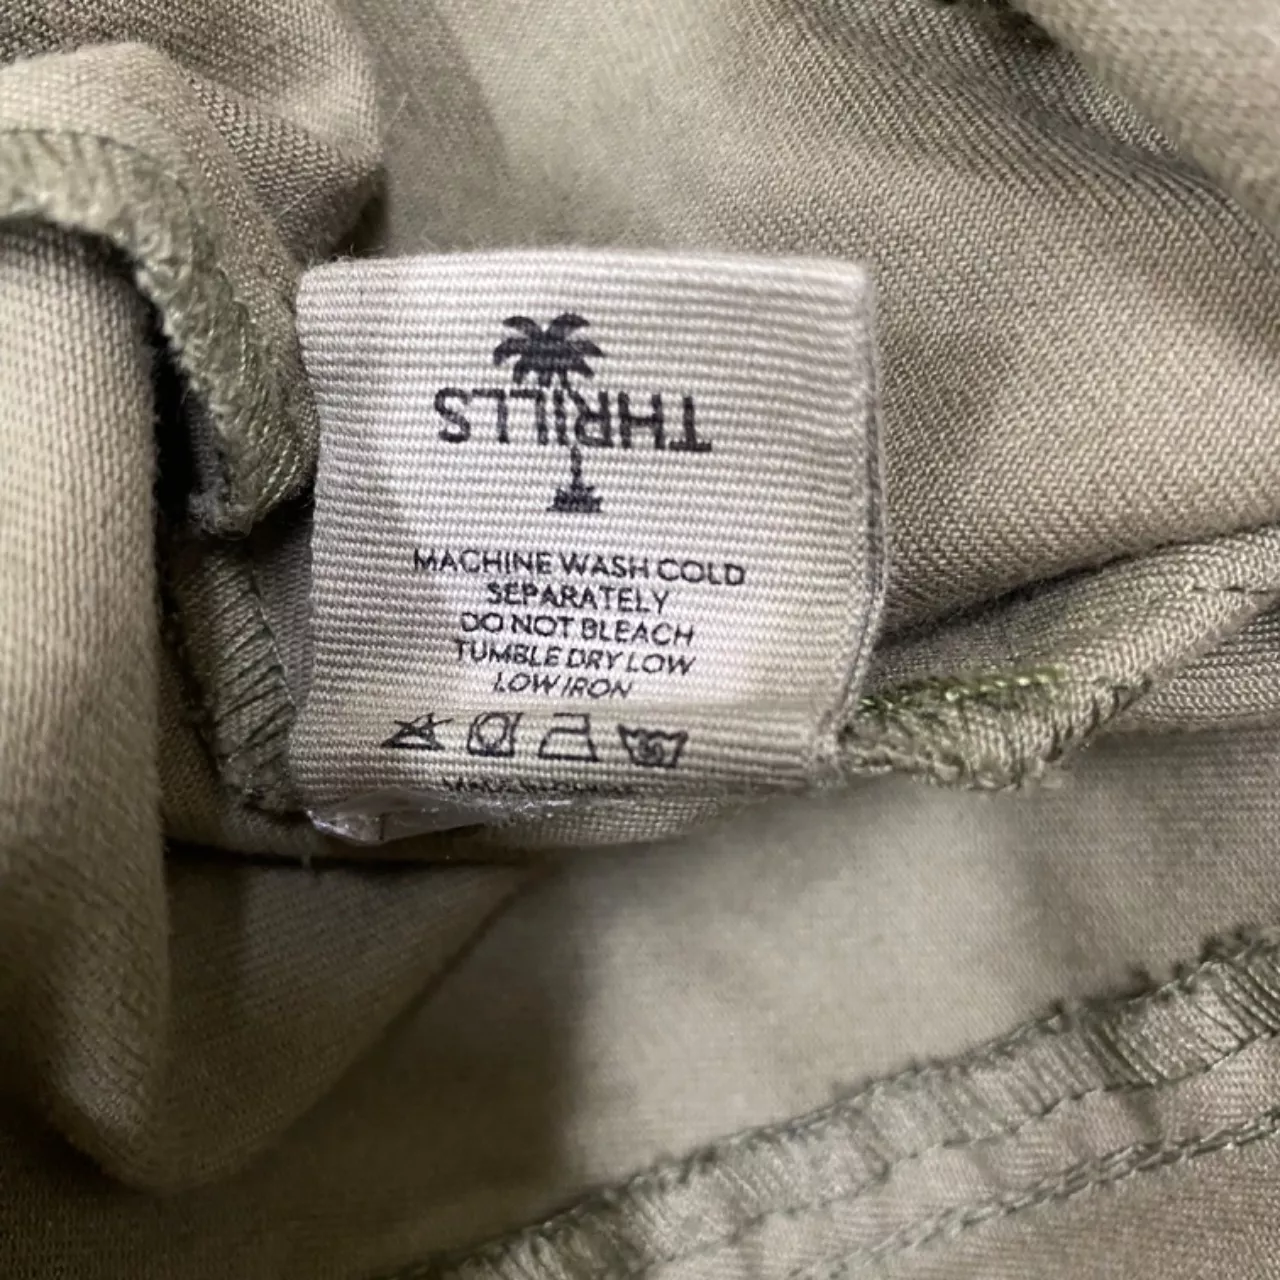 THRILLS
MACHINE WASH COLD
SEPARATELY
DO NOT BLEACH
TUMBLE DRY LOW
LOW IRON